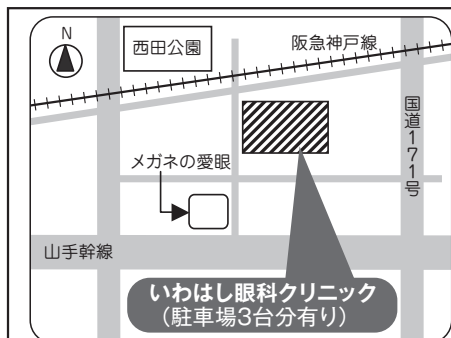 N
西田公園
阪急神戸線
国道171号
メガネの愛眼
山手幹線
いわはし眼科クリニック
(駐車場3台分有り)